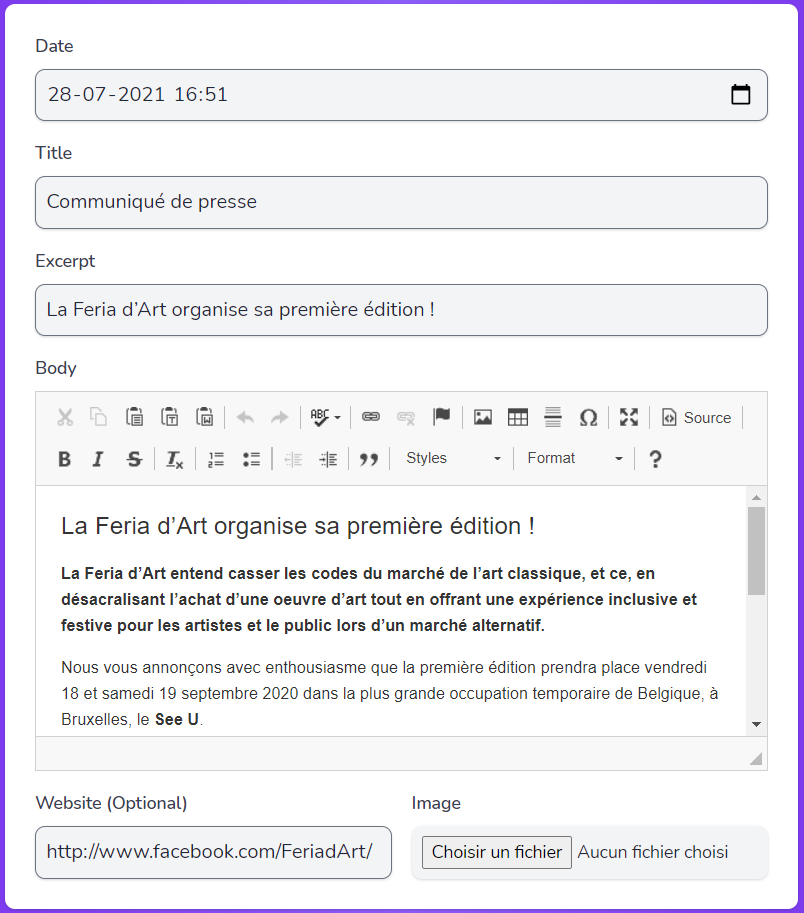 Date
28-07-2021 16:51
Title
Communiqué de presse
Excerpt
La Feria d’Art organise sa première édition !
Body
ABC Source
B I S Tx Styles Format ?
La Feria d’Art organise sa première édition !
La Feria d’Art entend casser les codes du marché de l’art classique, et ce, en
désacralisant l’achat d’une oeuvre d’art tout en offrant une expérience inclusive et
festive pour les artistes et le public lors d’un marché alternatif.
Nous vous annonçons avec enthousiasme que la première édition prendra place vendredi
18 et samedi 19 septembre 2020 dans la plus grande occupation temporaire de Belgique, à
Bruxelles, le See U.
Website (Optional) Image
http://www.facebook.com/FeriadArt/ Choisir un fichier Aucun fichier choisi